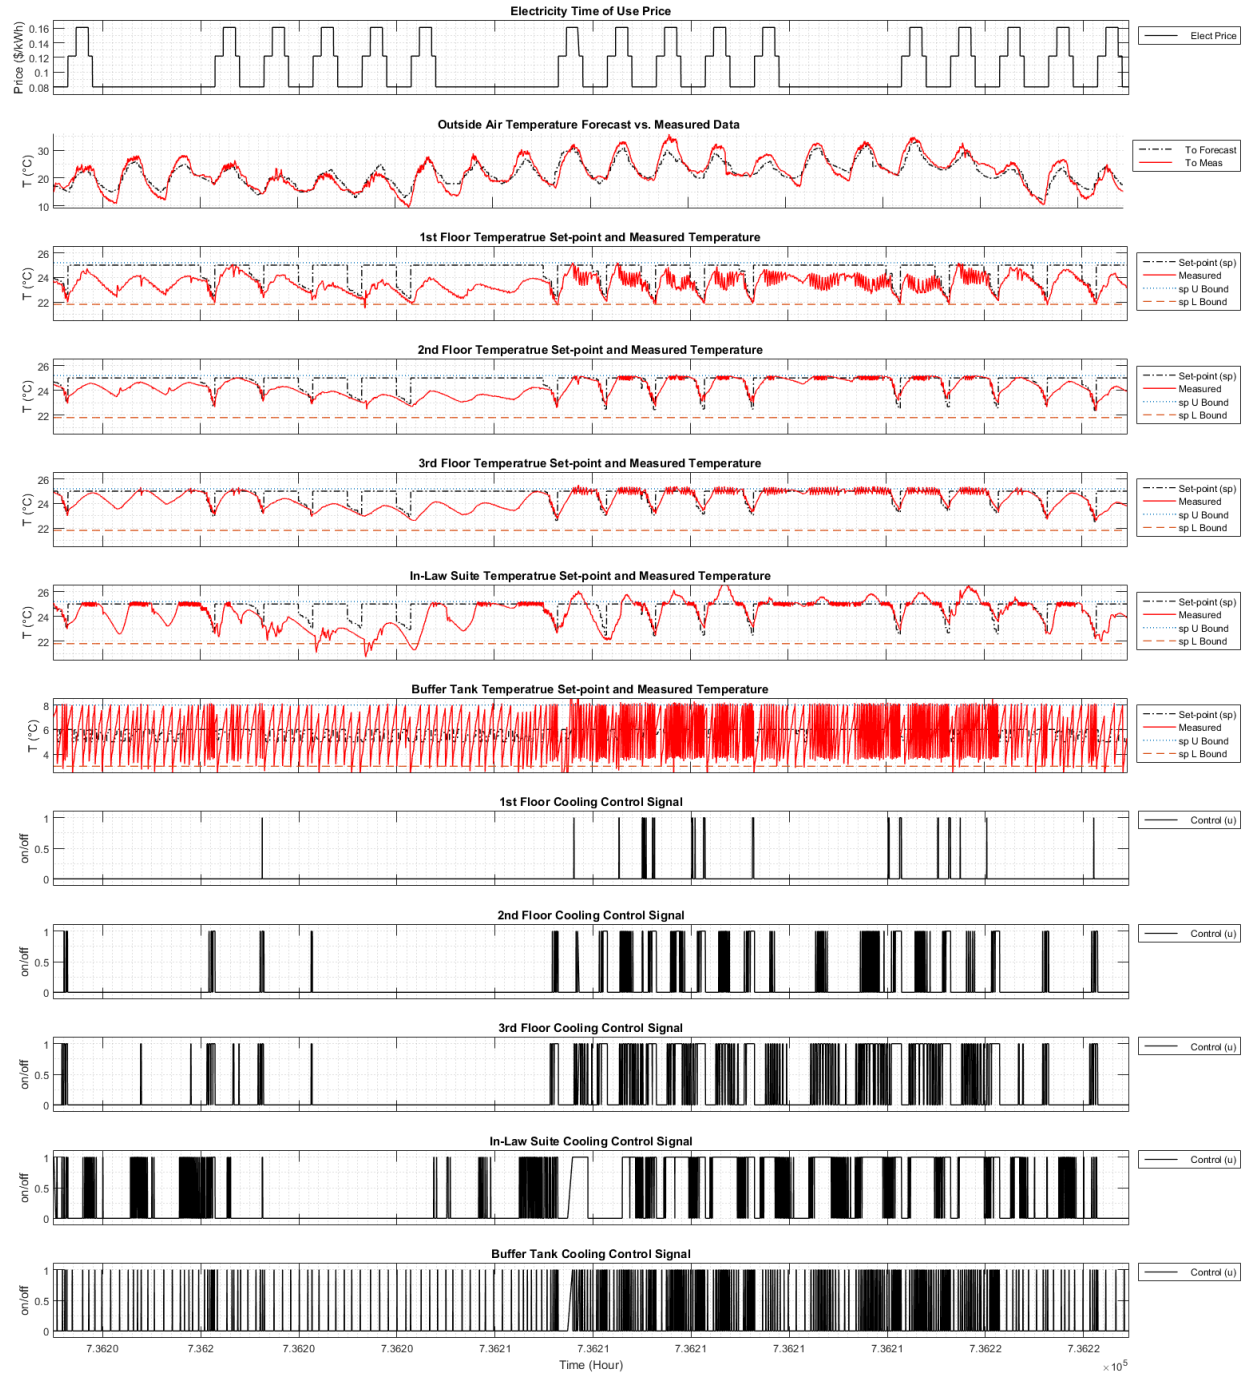 Electricity Time of Use Price
Price ($/kWh)
0.16
0.14
0.12
0.1
0.08
Elect Price
Outside Air Temperature Forecast vs. Measured Data
T (°C)
30
20
10
To Forecast
To Meas
1st Floor Temperatrue Set-point and Measured Temperature
T (°C)
26
24
22
Set-point (sp)
Measured
sp U Bound
sp L Bound
2nd Floor Temperatrue Set-point and Measured Temperature
T (°C)
26
24
22
Set-point (sp)
Measured
sp U Bound
sp L Bound
3rd Floor Temperatrue Set-point and Measured Temperature
T (°C)
26
24
22
Set-point (sp)
Measured
sp U Bound
sp L Bound
In-Law Suite Temperatrue Set-point and Measured Temperature
T (°C)
26
24
22
Set-point (sp)
Measured
sp U Bound
sp L Bound
Buffer Tank Temperatrue Set-point and Measured Temperature
T (°C)
8
6
4
Set-point (sp)
Measured
sp U Bound
sp L Bound
1st Floor Cooling Control Signal
on/off
1
0.5
0
Control (u)
2nd Floor Cooling Control Signal
on/off
1
0.5
0
Control (u)
3rd Floor Cooling Control Signal
on/off
1
0.5
0
Control (u)
In-Law Suite Cooling Control Signal
on/off
1
0.5
0
Control (u)
Buffer Tank Cooling Control Signal
on/off
1
0.5
0
Control (u)
7.3620 7.362 7.3620 7.3620 7.3621 7.3621 7.3621 7.3621 7.3621 7.3622 7.3622
Time (Hour)
×10^5